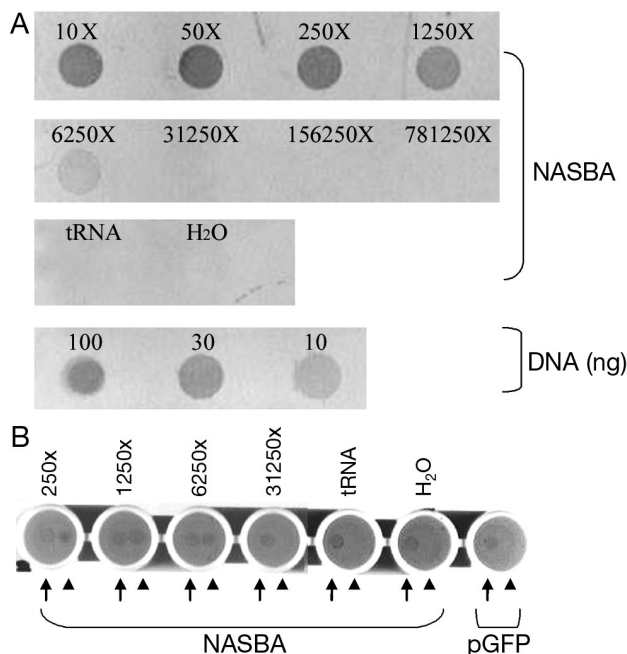 A
10X 50X 250X 1250X
6250X 31250X 156250X 781250X
NASBA
tRNA H2O
100 30 10
DNA (ng)
B
250x 1250x 6250x 31250x tRNA H2O
NASBA pGFP